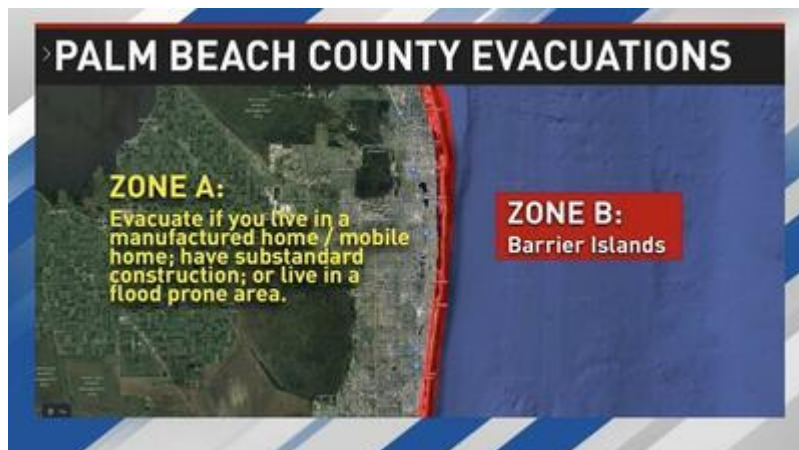 PALM BEACH COUNTY EVACUATIONS
ZONE A:
Evacuate if you live in a
manufactured home / mobile
home; have substandard
construction; or live in a
flood prone area.
ZONE B:
Barrier Islands